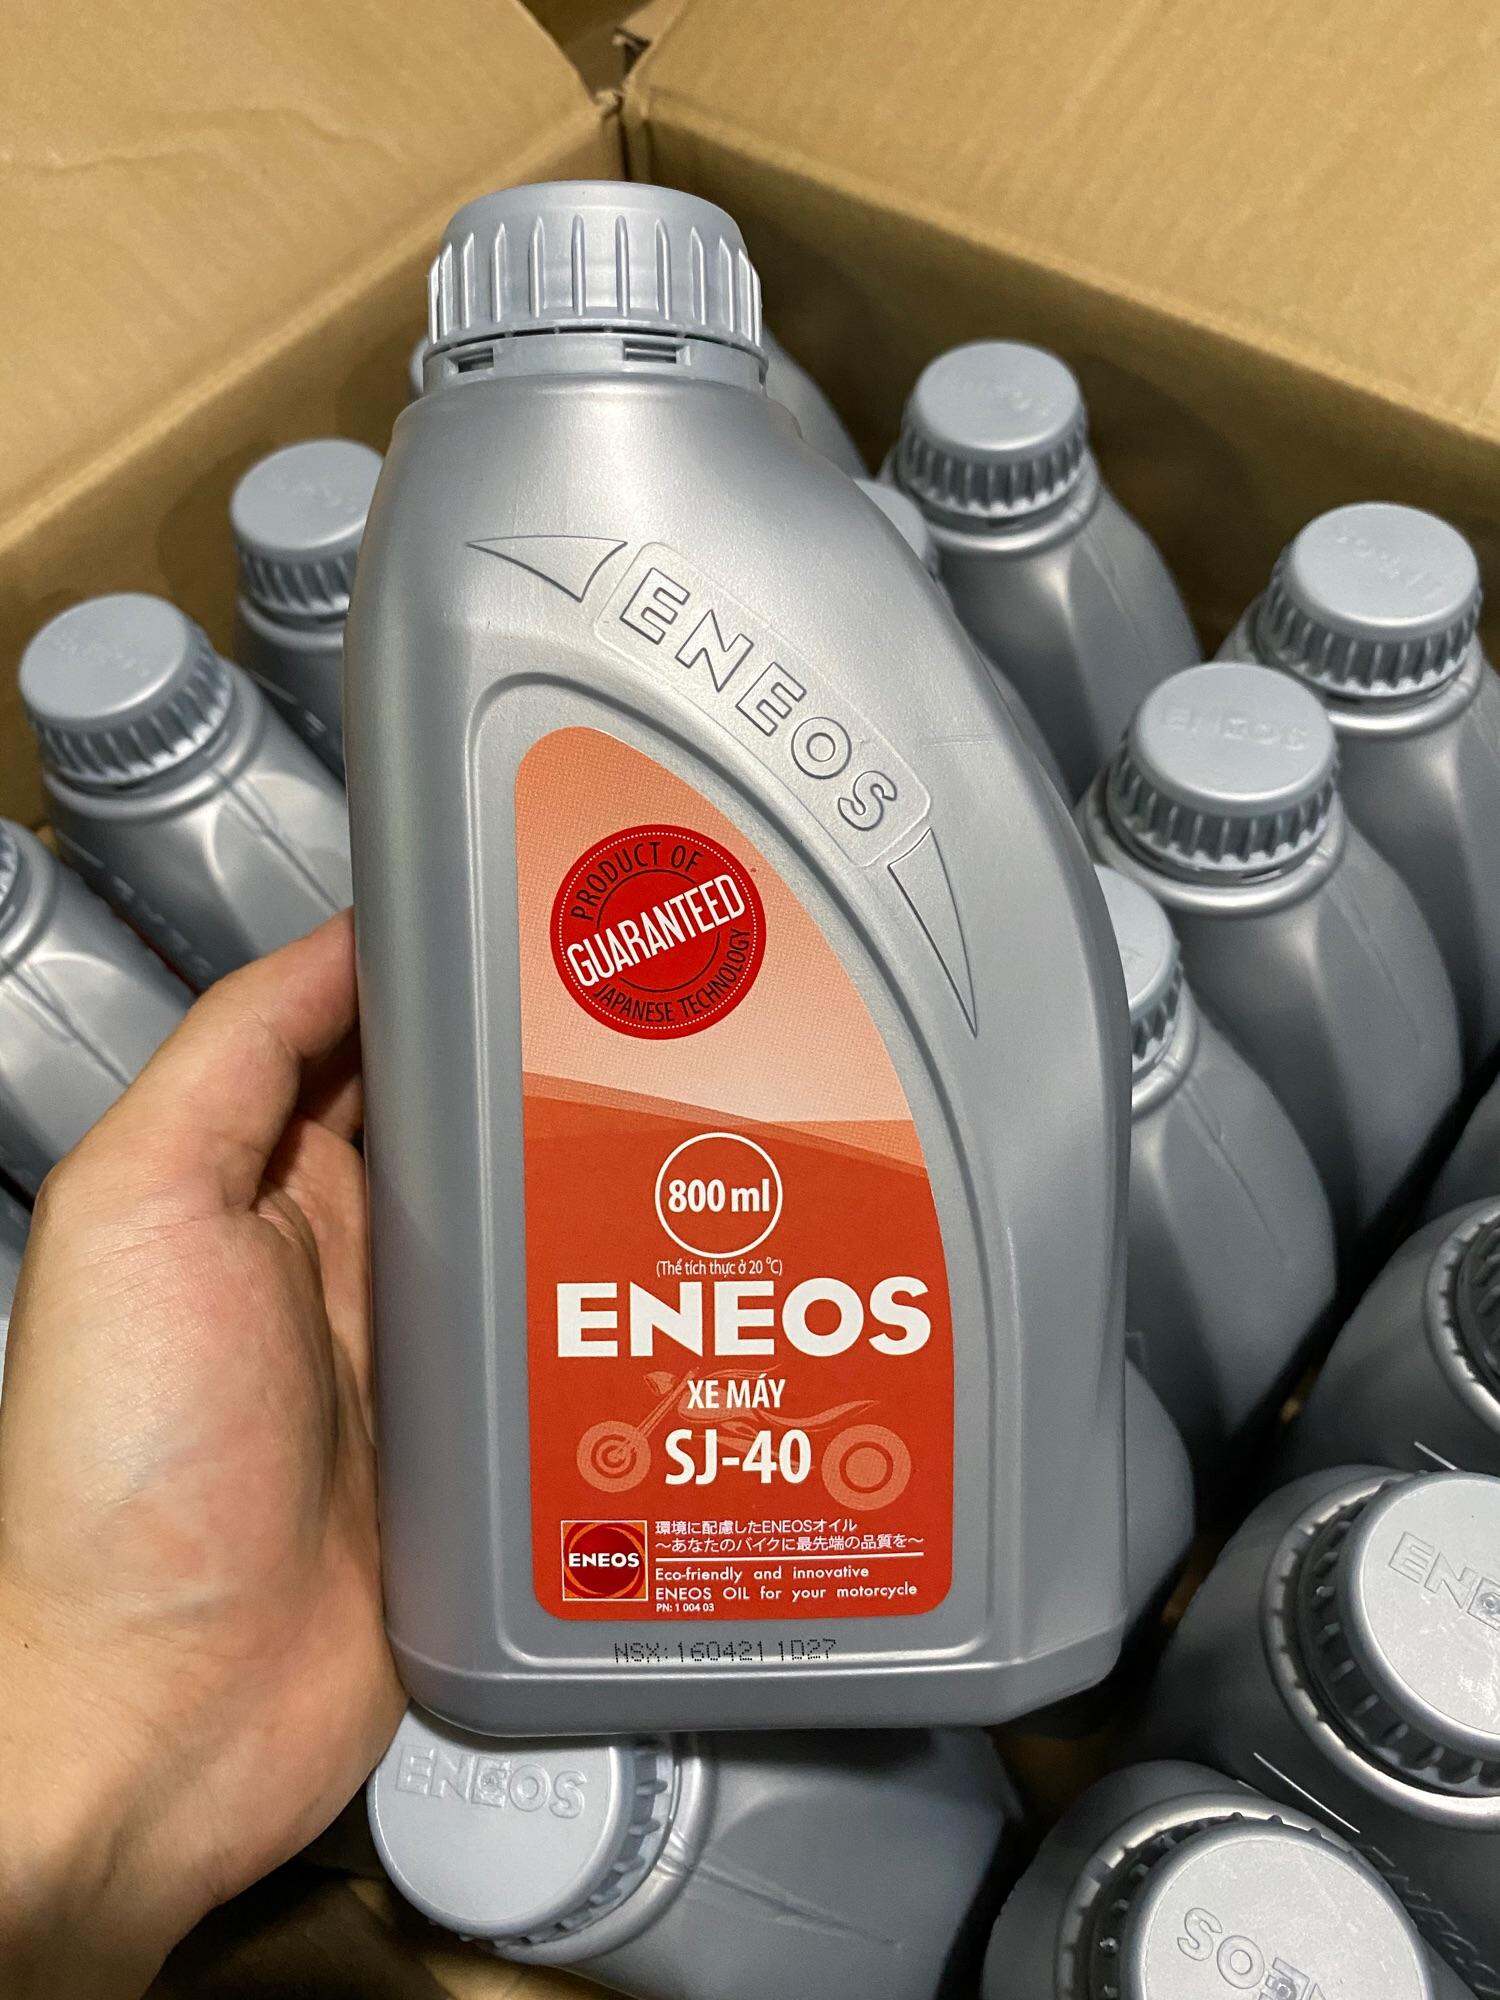 ENEOS
PRODUCT OF
GUARANTEED
JAPANESE TECHNOLOGY
800 ml
(Thể tích thực ở 20 °C)
ENEOS
XE MÁY
SJ-40
環境に配慮したENEOSオイル
〜あなたのバイクに最先端の品質を〜
ENEOS
Eco-friendly and innovative
ENEOS OIL for your motorcycle
PN: 1 004 03
NSX: 160421 1D27
ENEOS
ENEOS